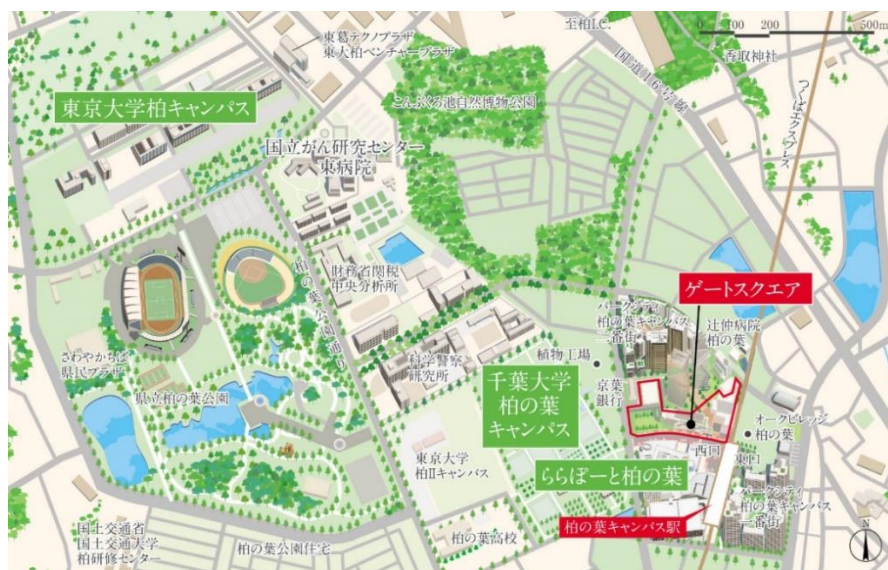 至柏I.C.
0 100 200 500m
東葛テクノプラザ
東大柏ベンチャープラザ
国道16号線
香取神社
つくばエクスプレス
東京大学柏キャンパス
こんぶくろ池自然博物公園
国立がん研究センター
東病院
財務省関税
中央分析所
柏の葉公園通り
ゲートスクエア
パークシティ
柏の葉キャンパス
二番街
辻仲病院
柏の葉
さわやかちば
県民プラザ
科学警察
研究所
植物工場
京葉
銀行
千葉大学
柏の葉
キャンパス
県立柏の葉公園
オークビレッジ
柏の葉
西口
東口
東京大学
柏IIキャンパス
ららぽーと柏の葉
パークシティ
柏の葉キャンパス
一番街
柏の葉キャンパス駅
国土交通省
国土交通大学
柏研修センター
柏の葉公園住宅
柏の葉高校
N